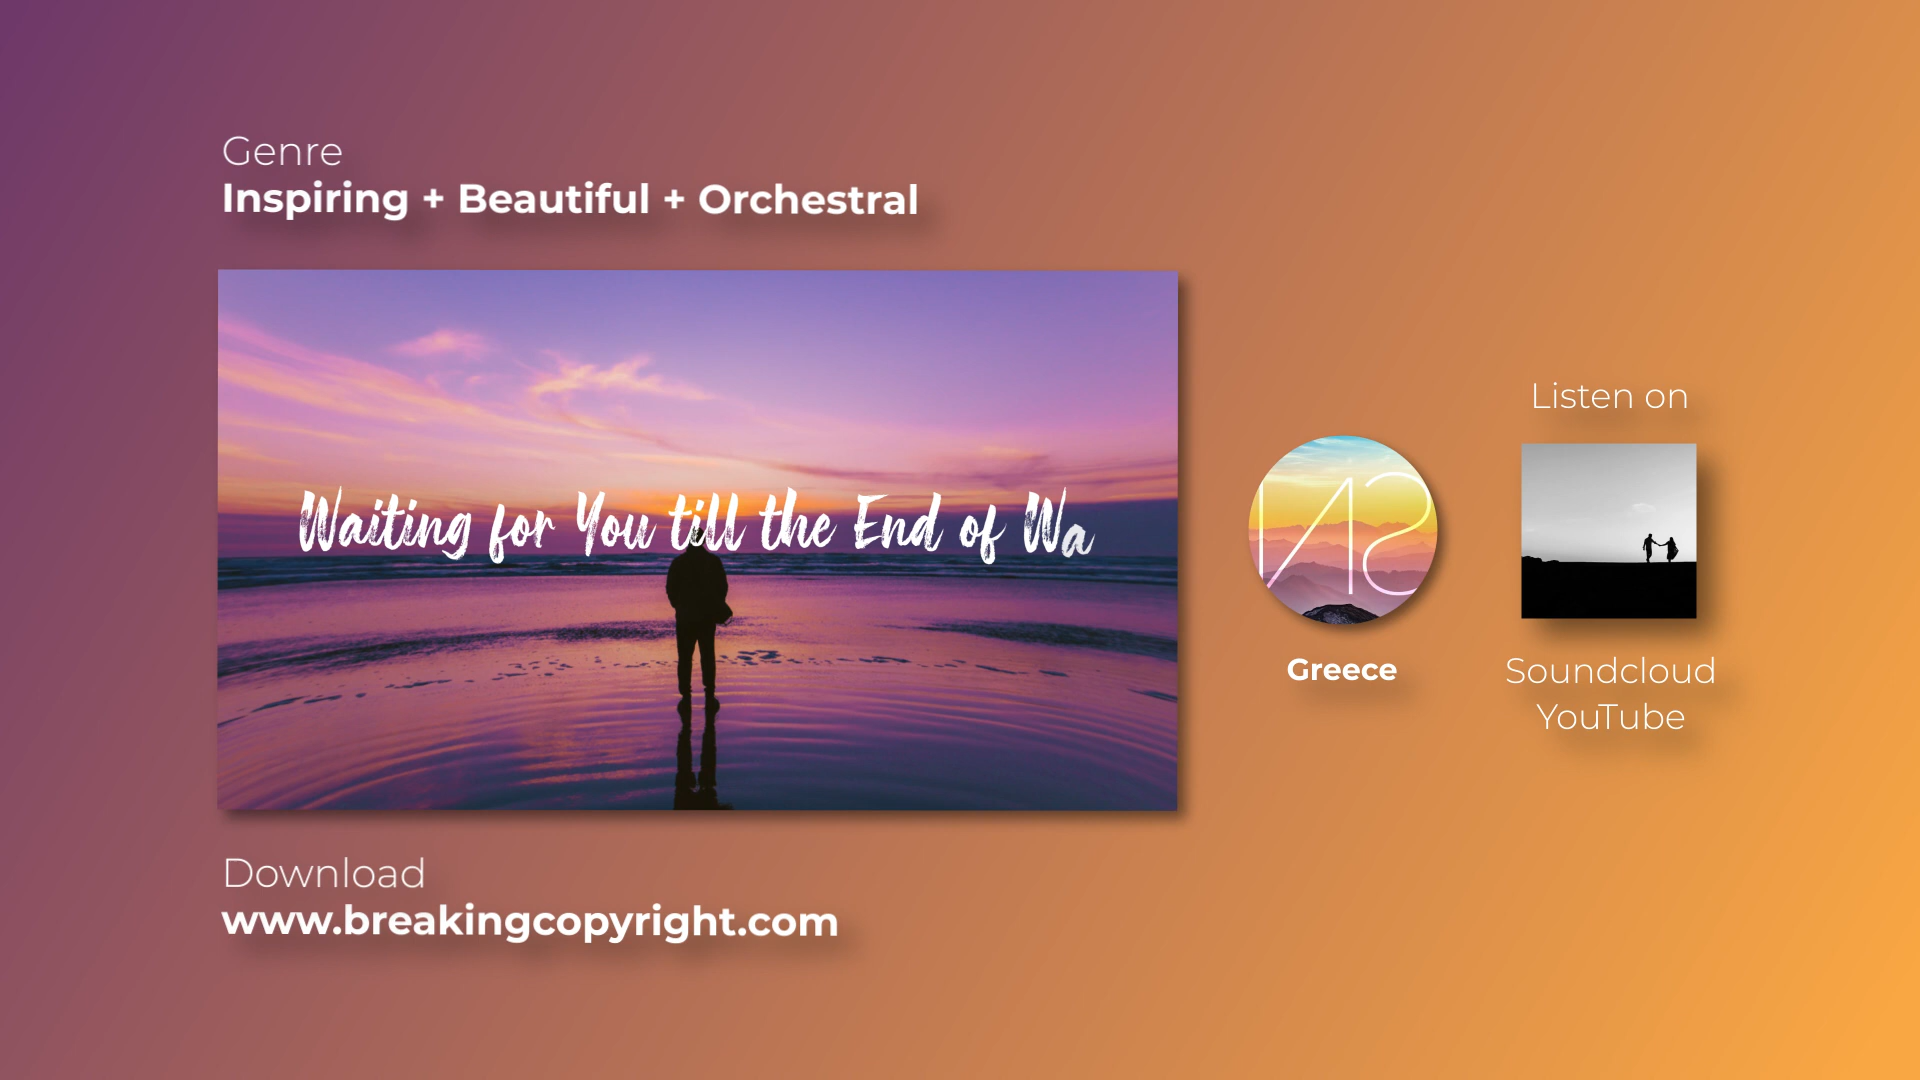 Genre
Inspiring + Beautiful + Orchestral
Waiting for You till the End of Wa
Listen on
Greece
Soundcloud
YouTube
Download
www.breakingcopyright.com